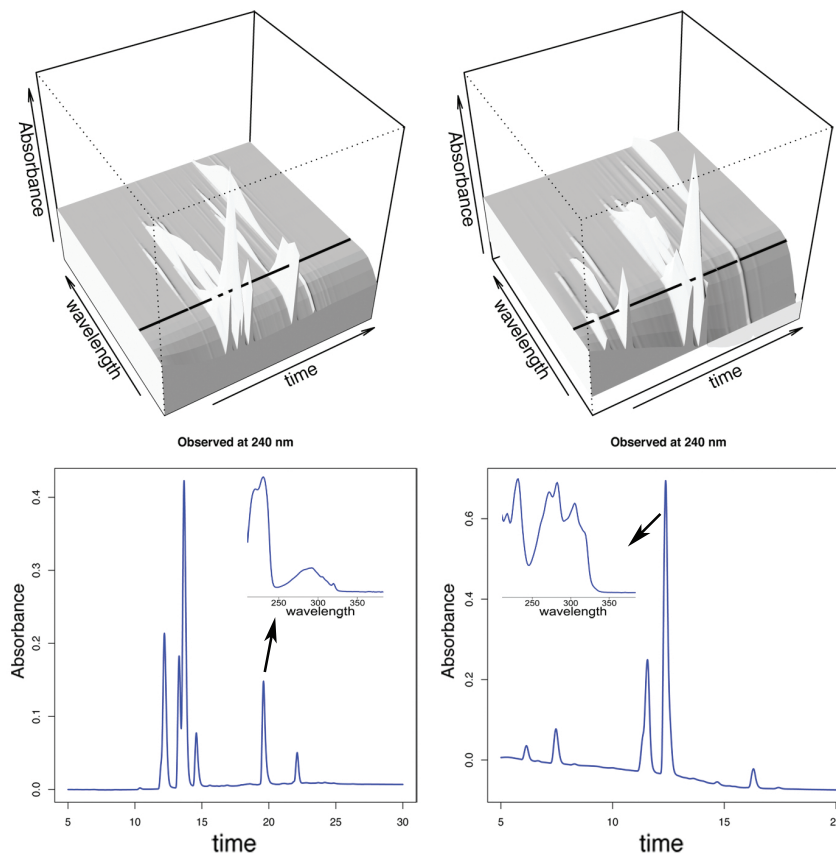 Absorbance
wavelength
time
Absorbance
wavelength
time
Observed at 240 nm
Absorbance
0.0
0.1
0.2
0.3
0.4
5 10 15 20 25 30
time
250 300 350
wavelength
Observed at 240 nm
Absorbance
0.0
0.2
0.4
0.6
5 10 15
time
250 300 350
wavelength